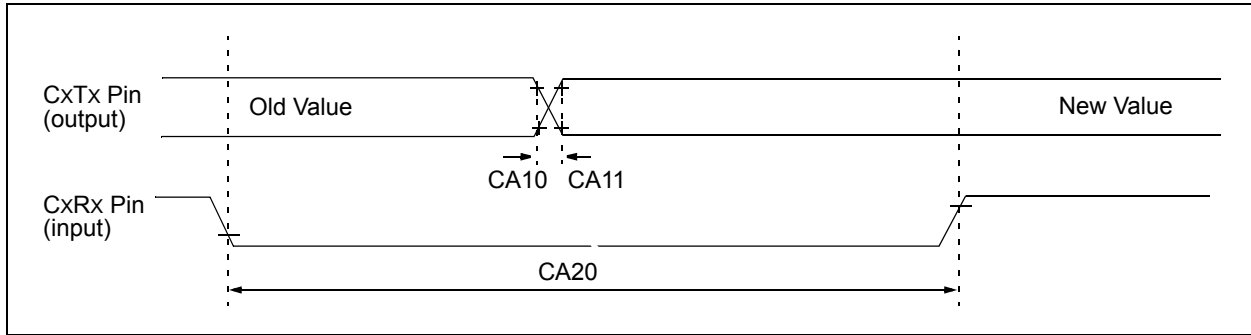 CxTx Pin
(output)
Old Value
New Value
CA10 CA11
CxRx Pin
(input)
CA20